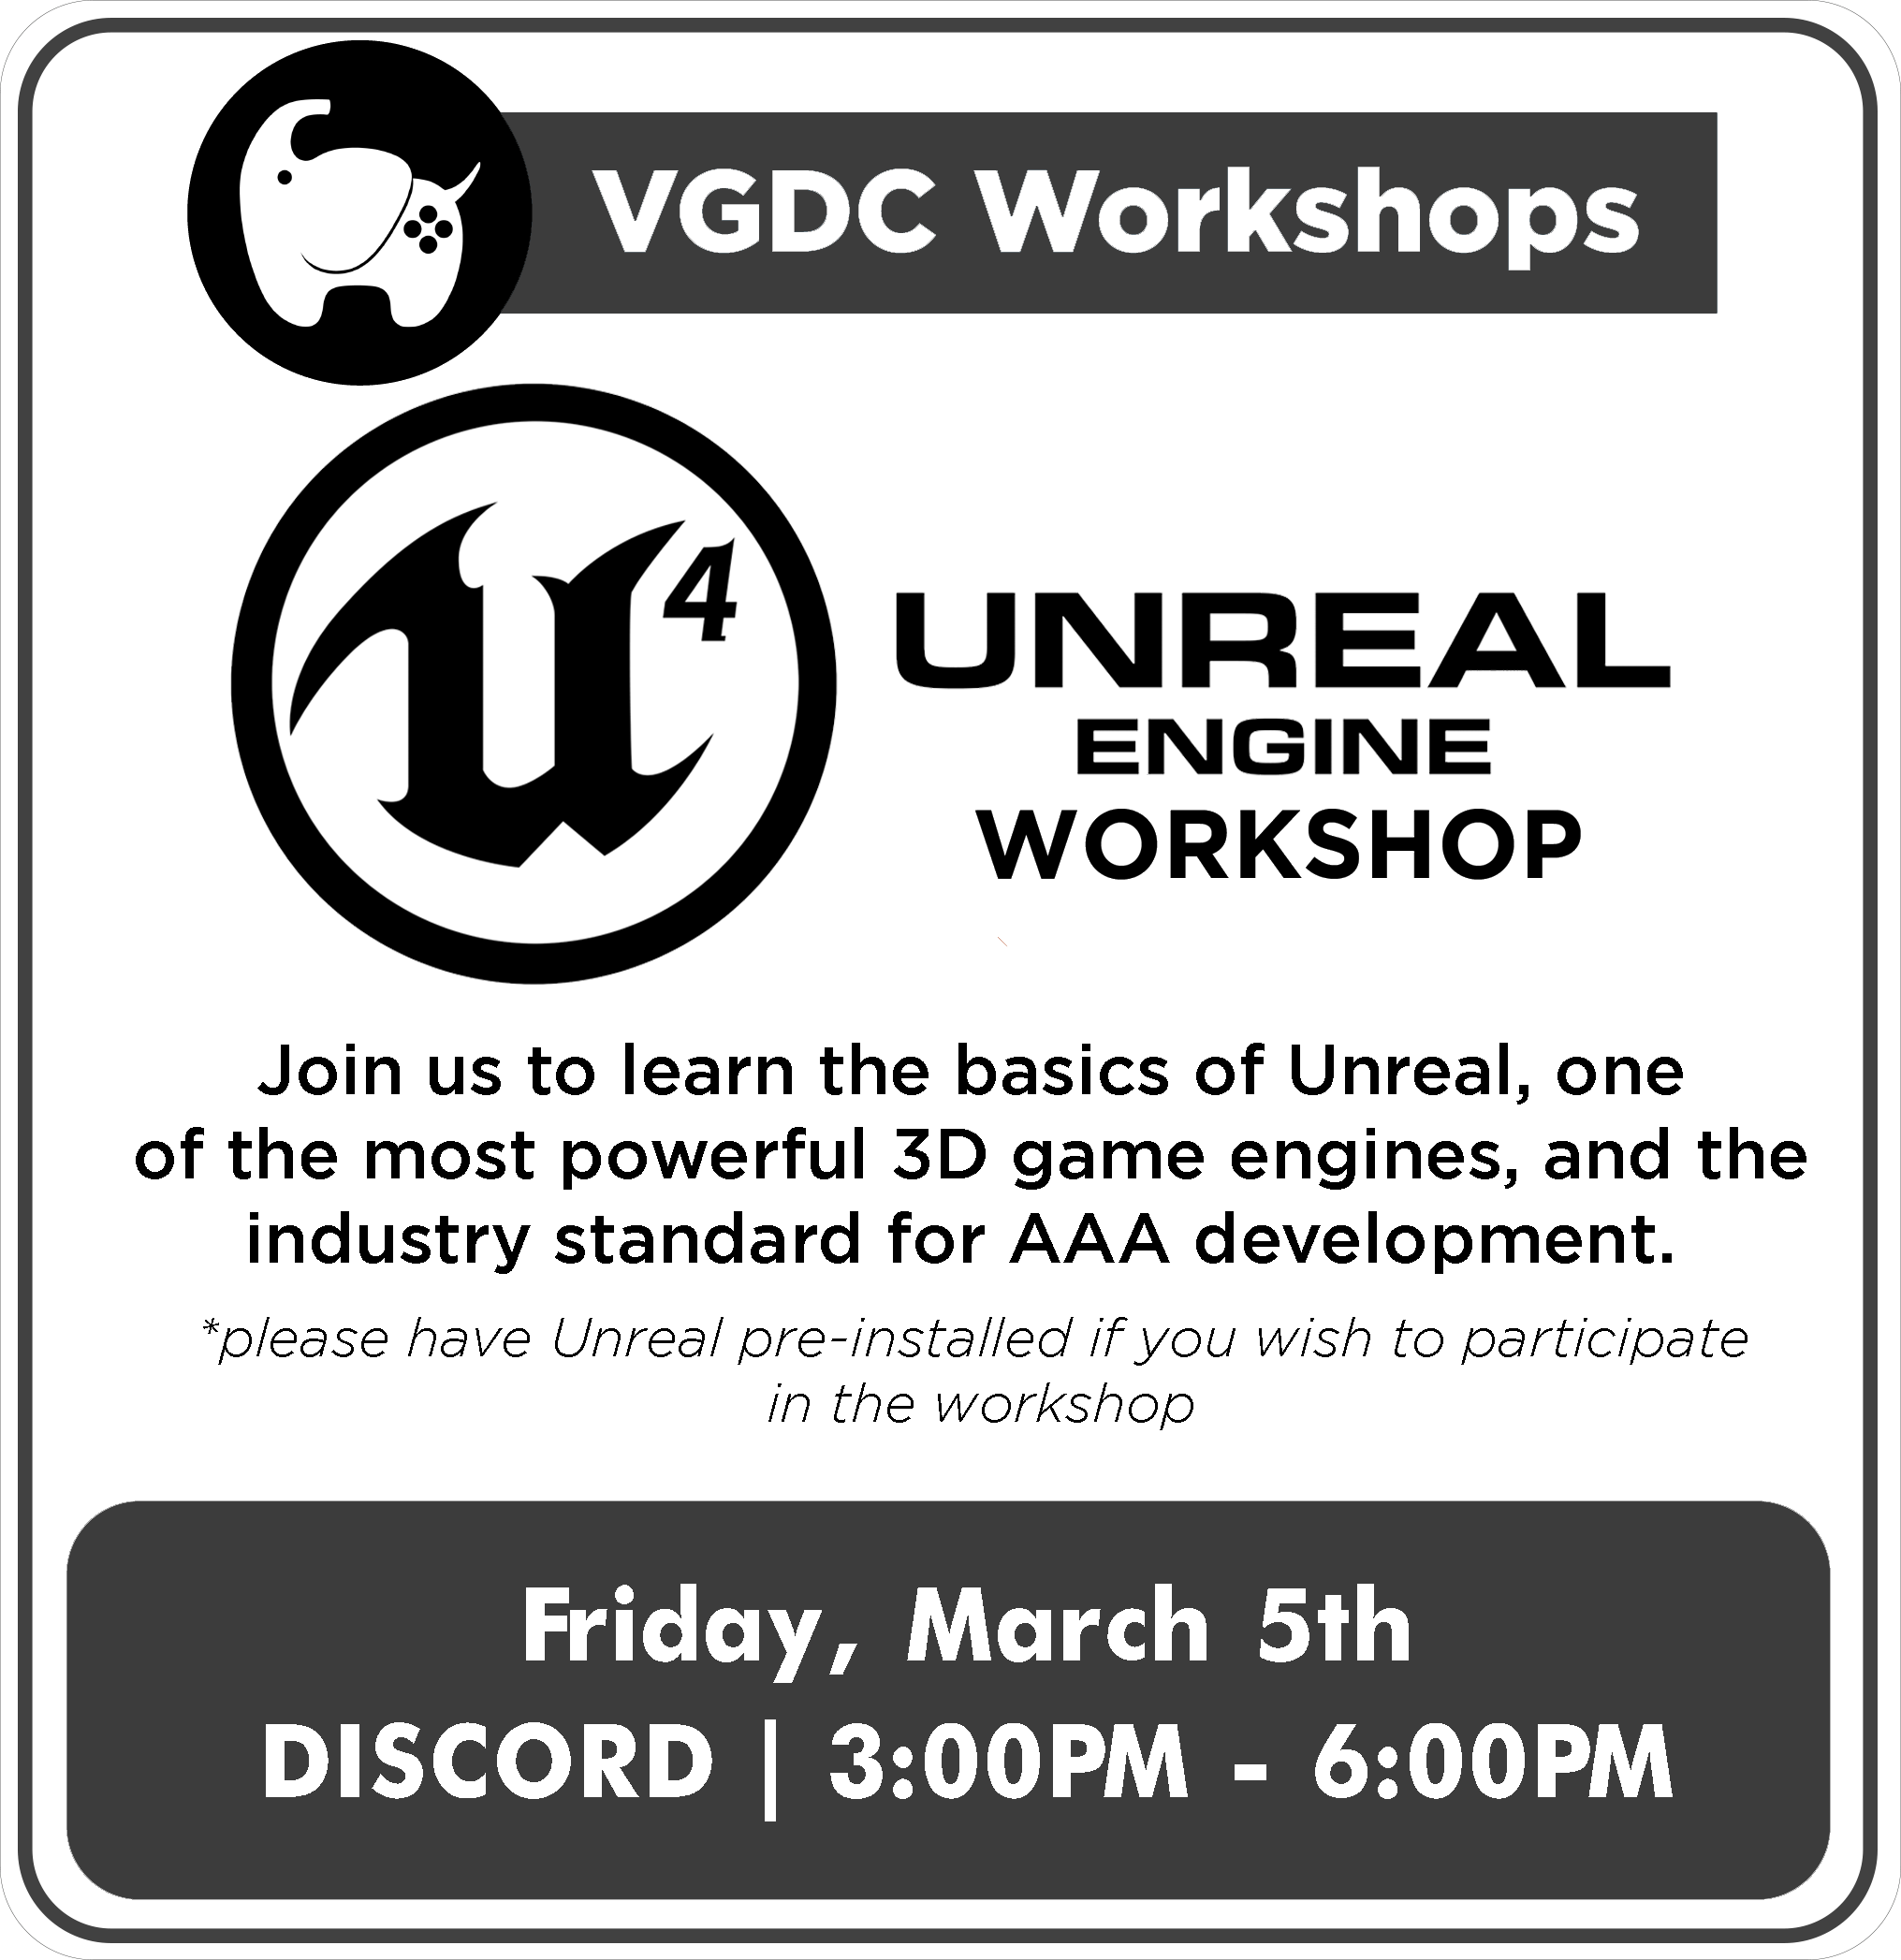 VGDC Workshops
u4
UNREAL
ENGINE
WORKSHOP
Join us to learn the basics of Unreal, one
of the most powerful 3D game engines, and the
industry standard for AAA development.
*please have Unreal pre-installed if you wish to participate
in the workshop
Friday, March 5th
DISCORD | 3:00PM - 6:00PM